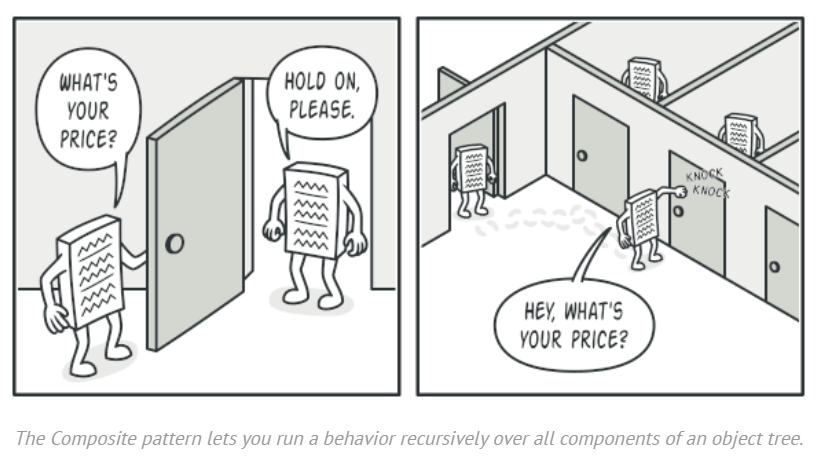 WHAT'S
YOUR
PRICE?
HOLD ON,
PLEASE.
KNOCK
KNOCK
HEY, WHAT'S
YOUR PRICE?
The Composite pattern lets you run a behavior recursively over all components of an object tree.